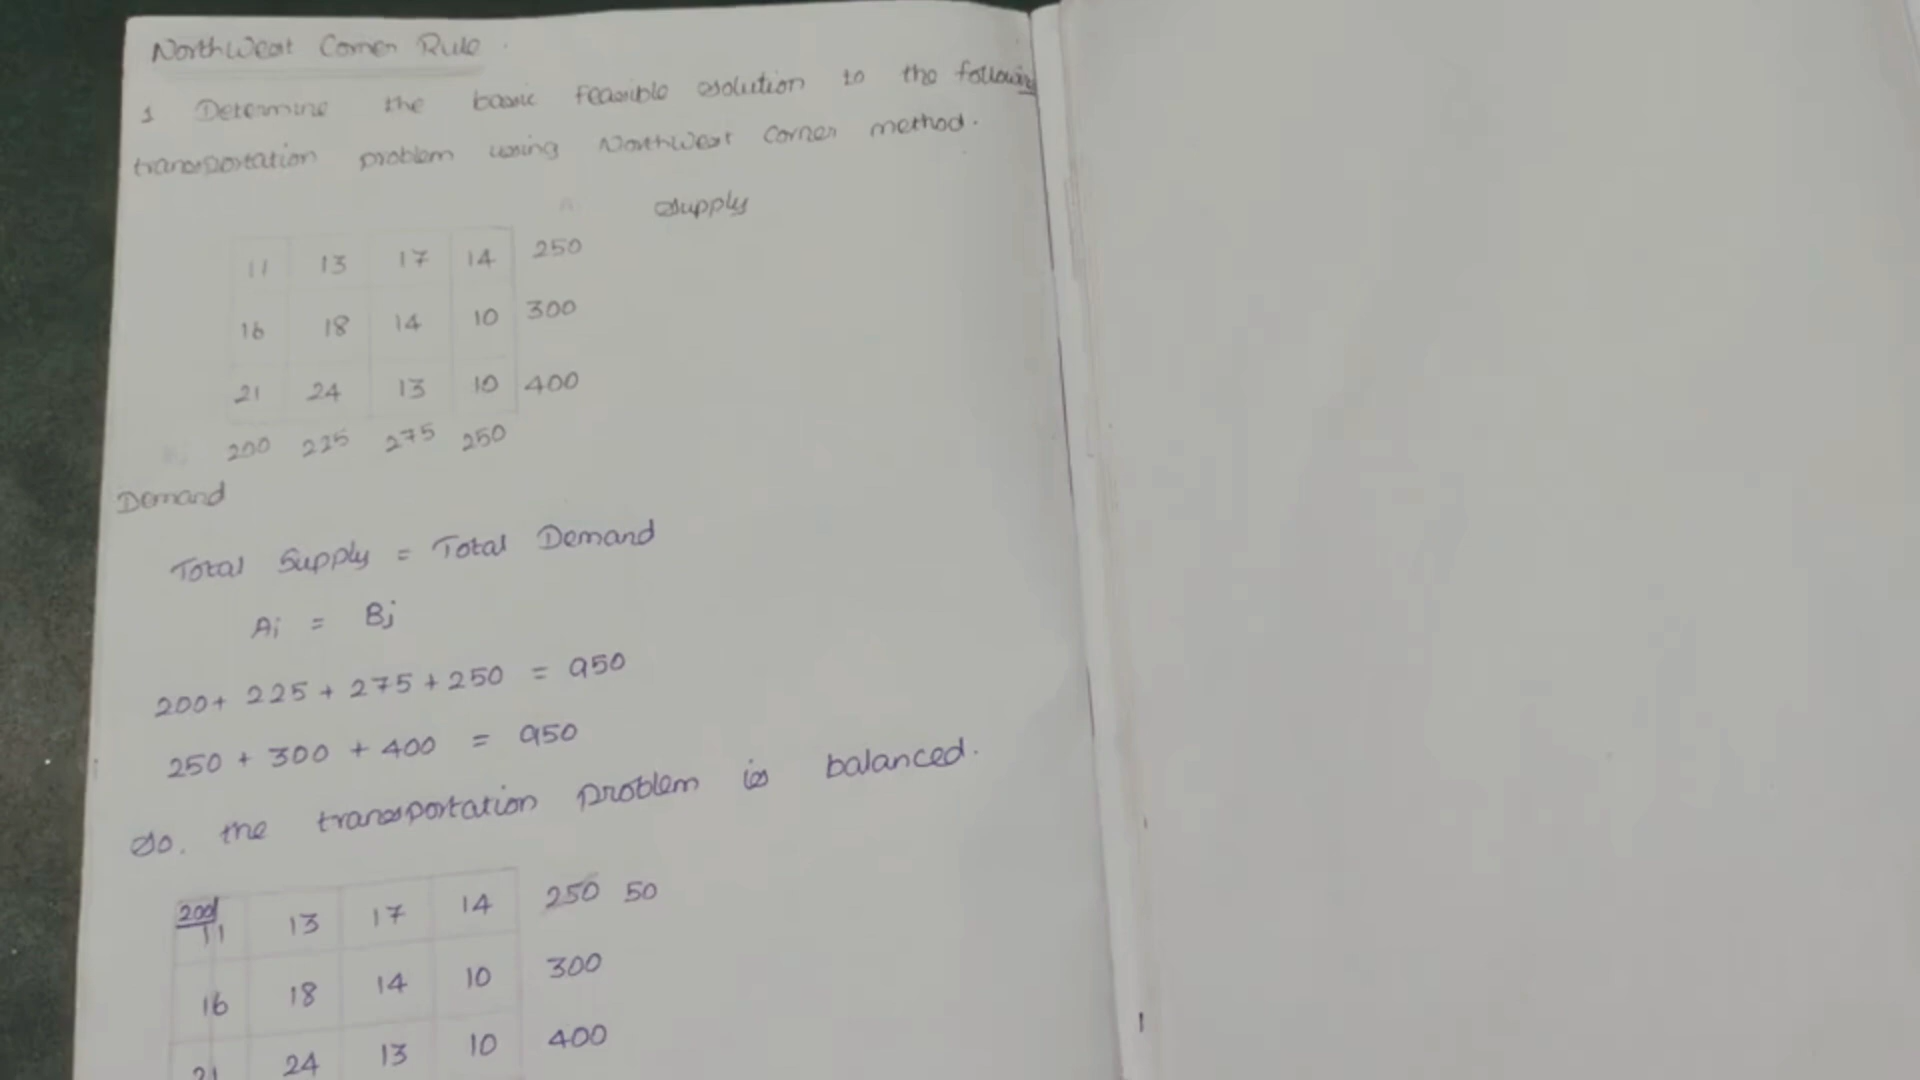 NorthWest Corner Rule
1 Determine the basic feasible solution to the following
transportation problem using NorthWest Corner method.
Supply
11 13 17 14 250
16 18 14 10 300
21 24 13 10 400
200 225 275 250
Demand
Total Supply = Total Demand
Ai = Bj
200+ 225 + 275 + 250 = 950
250 + 300 + 400 = 950
So. the transportation problem is balanced.
200
11 13 17 14 250 50
16 18 14 10 300
21 24 13 10 400